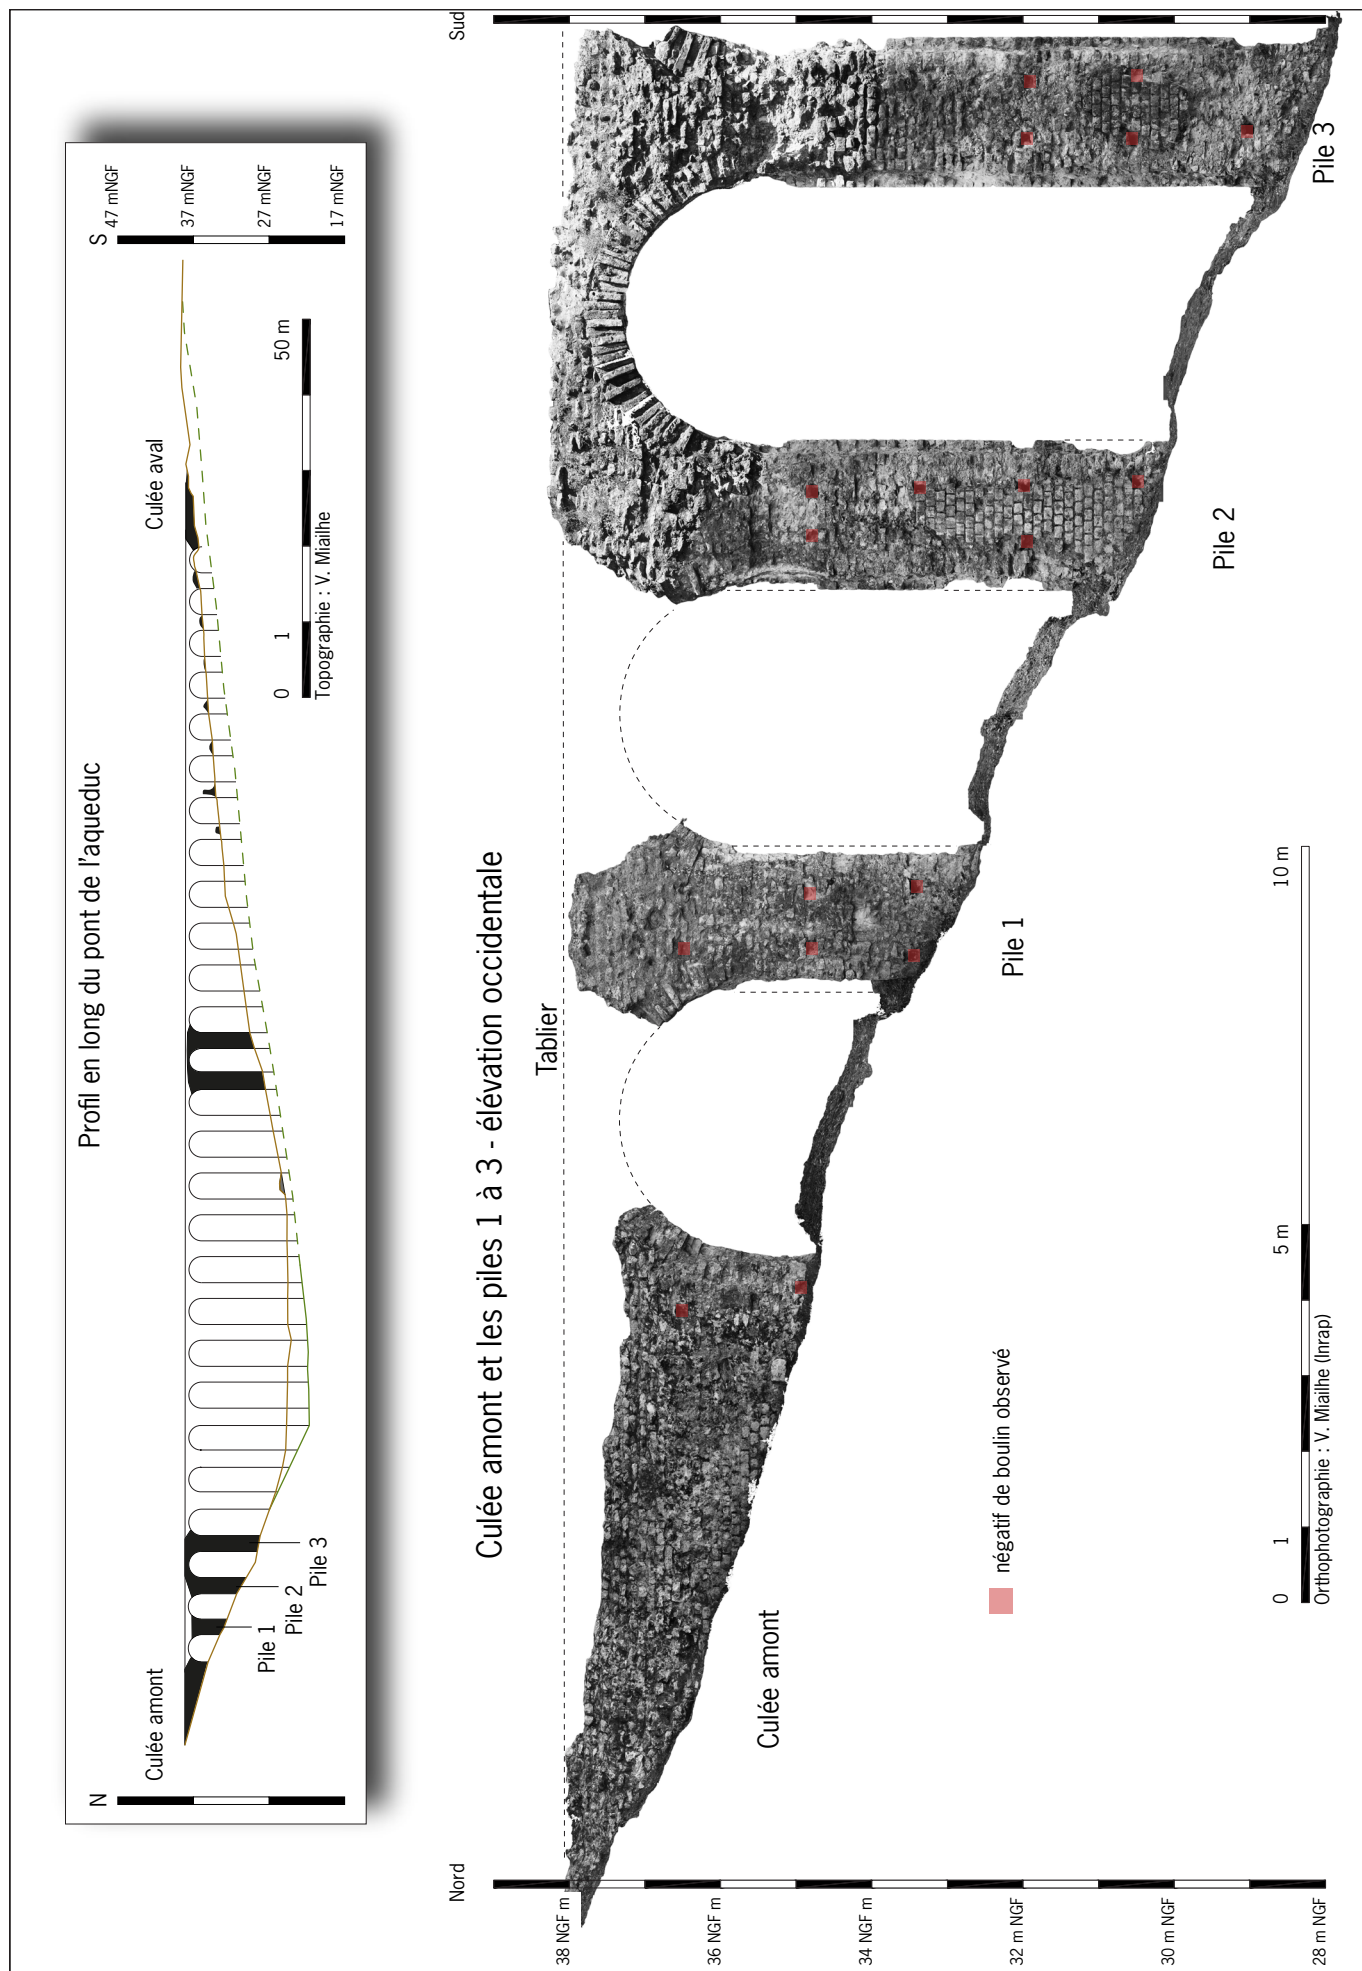 Profil en long du pont de l'aqueduc
N
S
47 mNGF
37 mNGF
27 mNGF
17 mNGF
Culée amont
Culée aval
Pile 1
Pile 2
Pile 3
0 1 50 m
Topographie : V. Miailhe
Culée amont et les piles 1 à 3 - élévation occidentale
Nord
Sud
Tablier
38 NGF m
36 NGF m
34 NGF m
32 m NGF
30 m NGF
28 m NGF
Culée amont
Pile 1
Pile 2
Pile 3
négatif de boulin observé
0 1 5 m 10 m
Orthophotographie : V. Miailhe (Inrap)